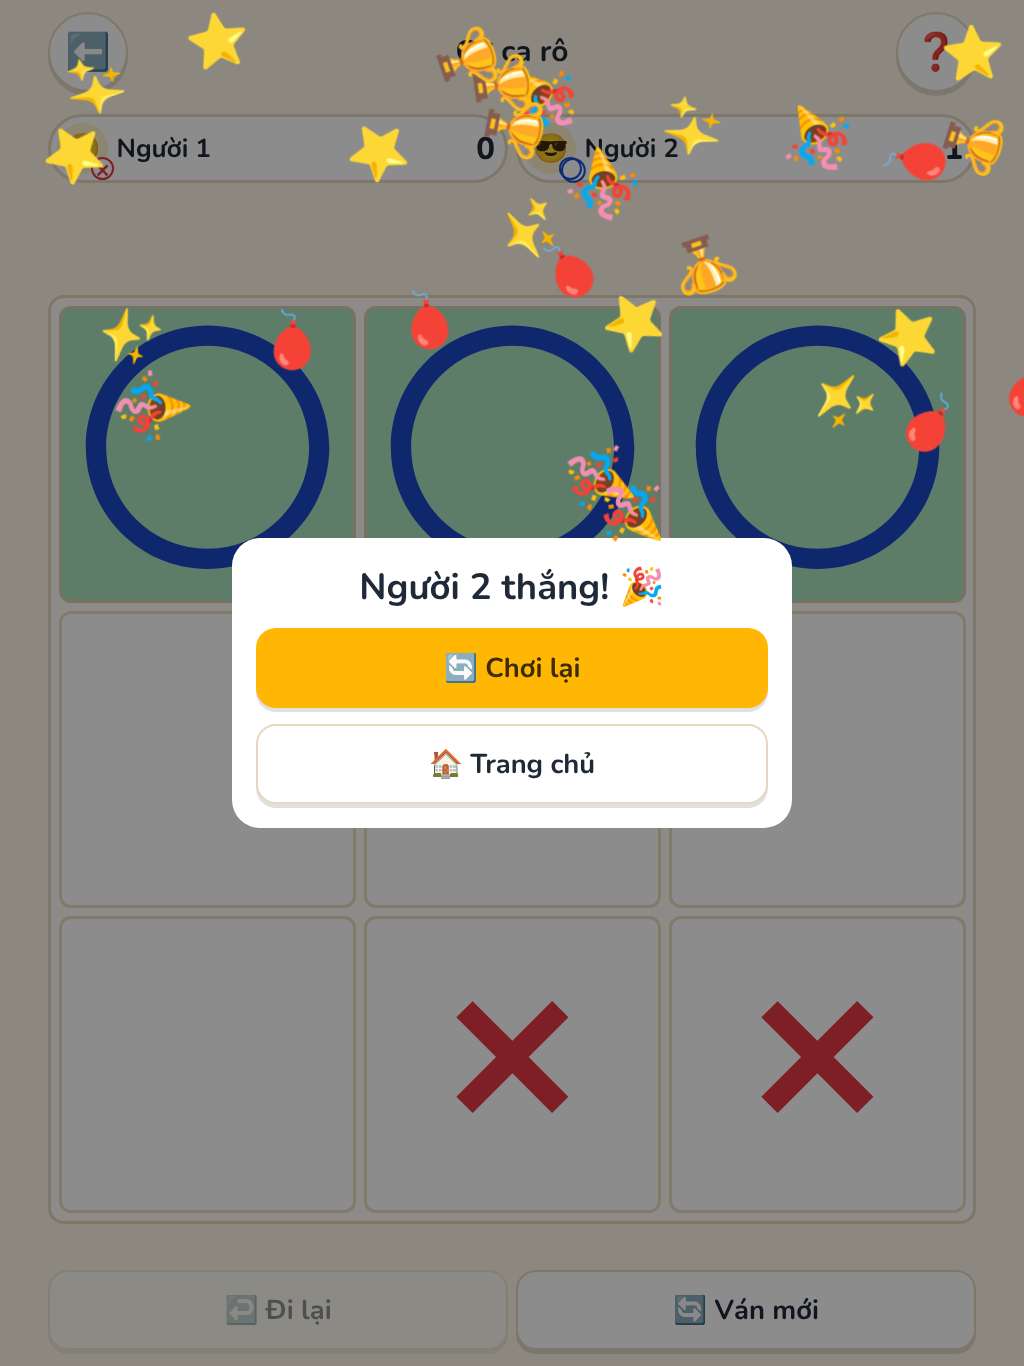 ca rô
Người 1
0
Người 2
1
Người 2 thắng!
Chơi lại
Trang chủ
Đi lại
Ván mới